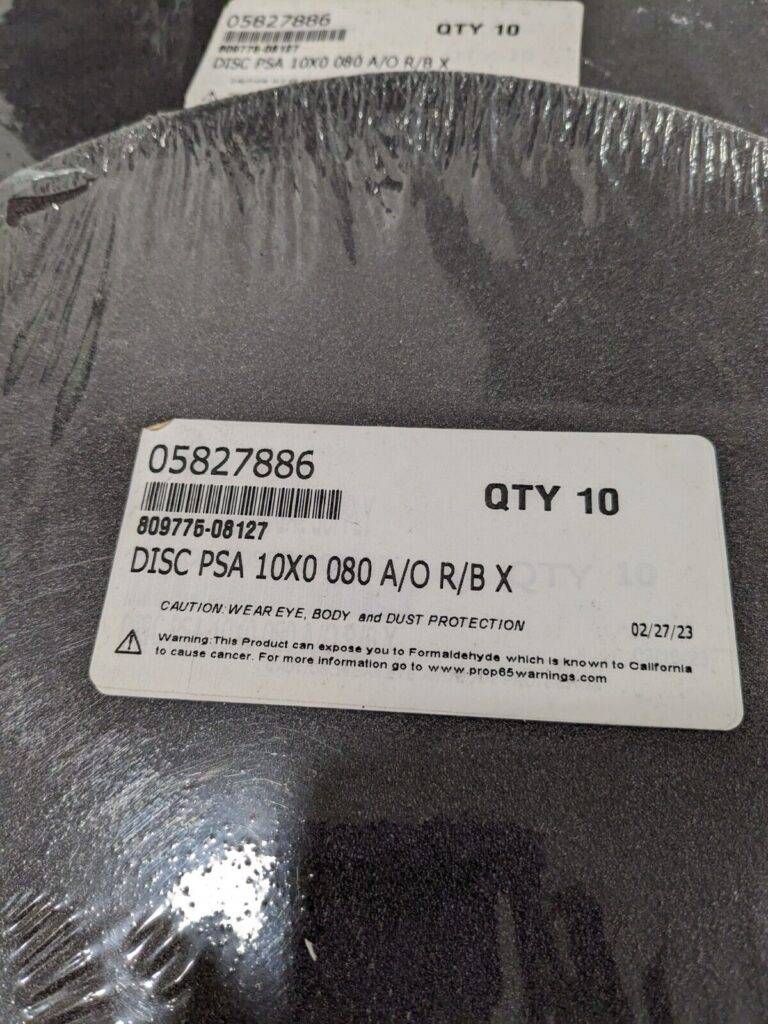 05827886
QTY 10
809775-08127
DISC PSA 10X0 080 A/O R/B X
05827886
QTY 10
809775-08127
DISC PSA 10X0 080 A/O R/B X
CAUTION: WEAR EYE, BODY and DUST PROTECTION
02/27/23
Warning: This Product can expose you to Formaldehyde which is known to California
to cause cancer. For more information go to www.prop65warnings.com